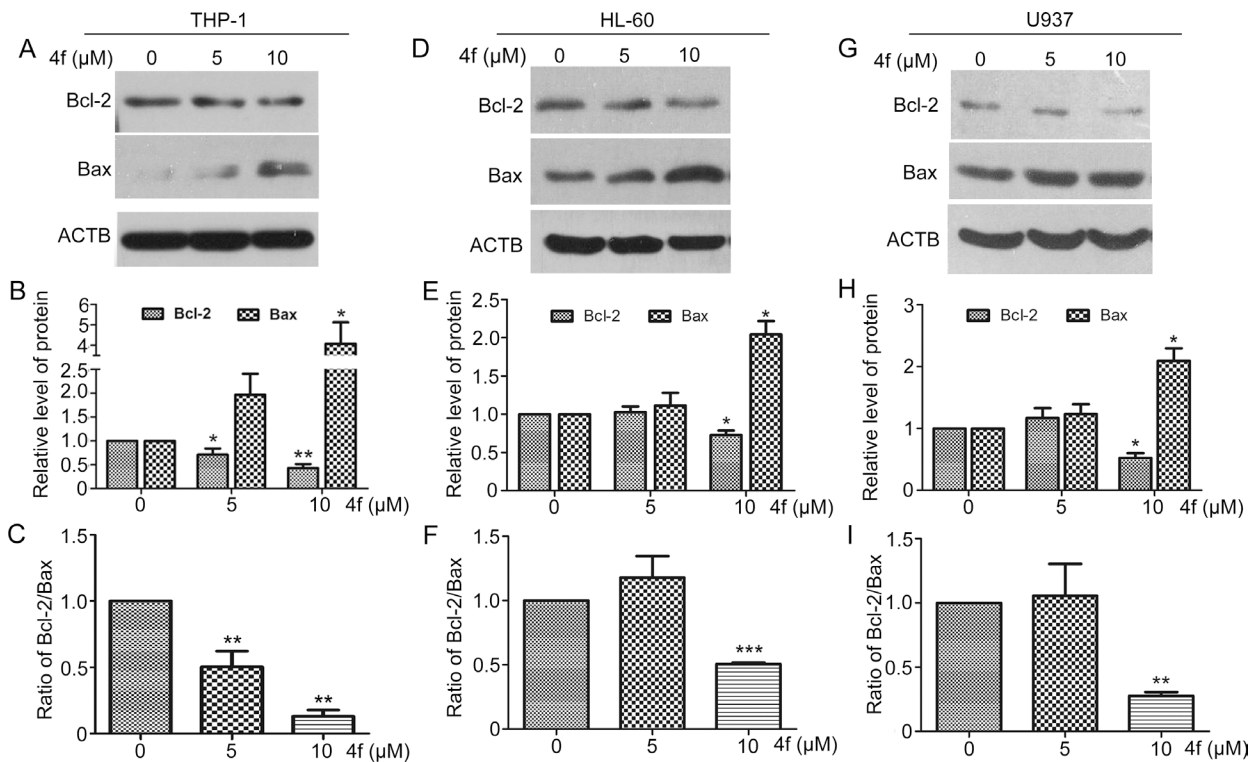 THP-1
A
4f (μM) 0 5 10
Bcl-2
Bax
ACTB
B
Relative level of protein
6
5
4
2.5
2.0
1.5
1.0
0.5
0
Bcl-2 Bax
*
**
*
0 5 10 4f (μM)
C
Ratio of Bcl-2/Bax
1.5
1.0
0.5
0
**
**
0 5 10 4f (μM)
HL-60
D
4f (μM) 0 5 10
Bcl-2
Bax
ACTB
E
Relative level of protein
2.5
2.0
1.5
1.0
0.5
0
Bcl-2 Bax
*
*
0 5 10 4f (μM)
F
Ratio of Bcl-2/Bax
1.5
1.0
0.5
0
***
0 5 10 4f (μM)
U937
G
4f (μM) 0 5 10
Bcl-2
Bax
ACTB
H
Relative level of protein
3
2
1
0
Bcl-2 Bax
*
*
0 5 10 4f (μM)
I
Ratio of Bcl-2/Bax
1.5
1.0
0.5
0
**
0 5 10 4f (μM)